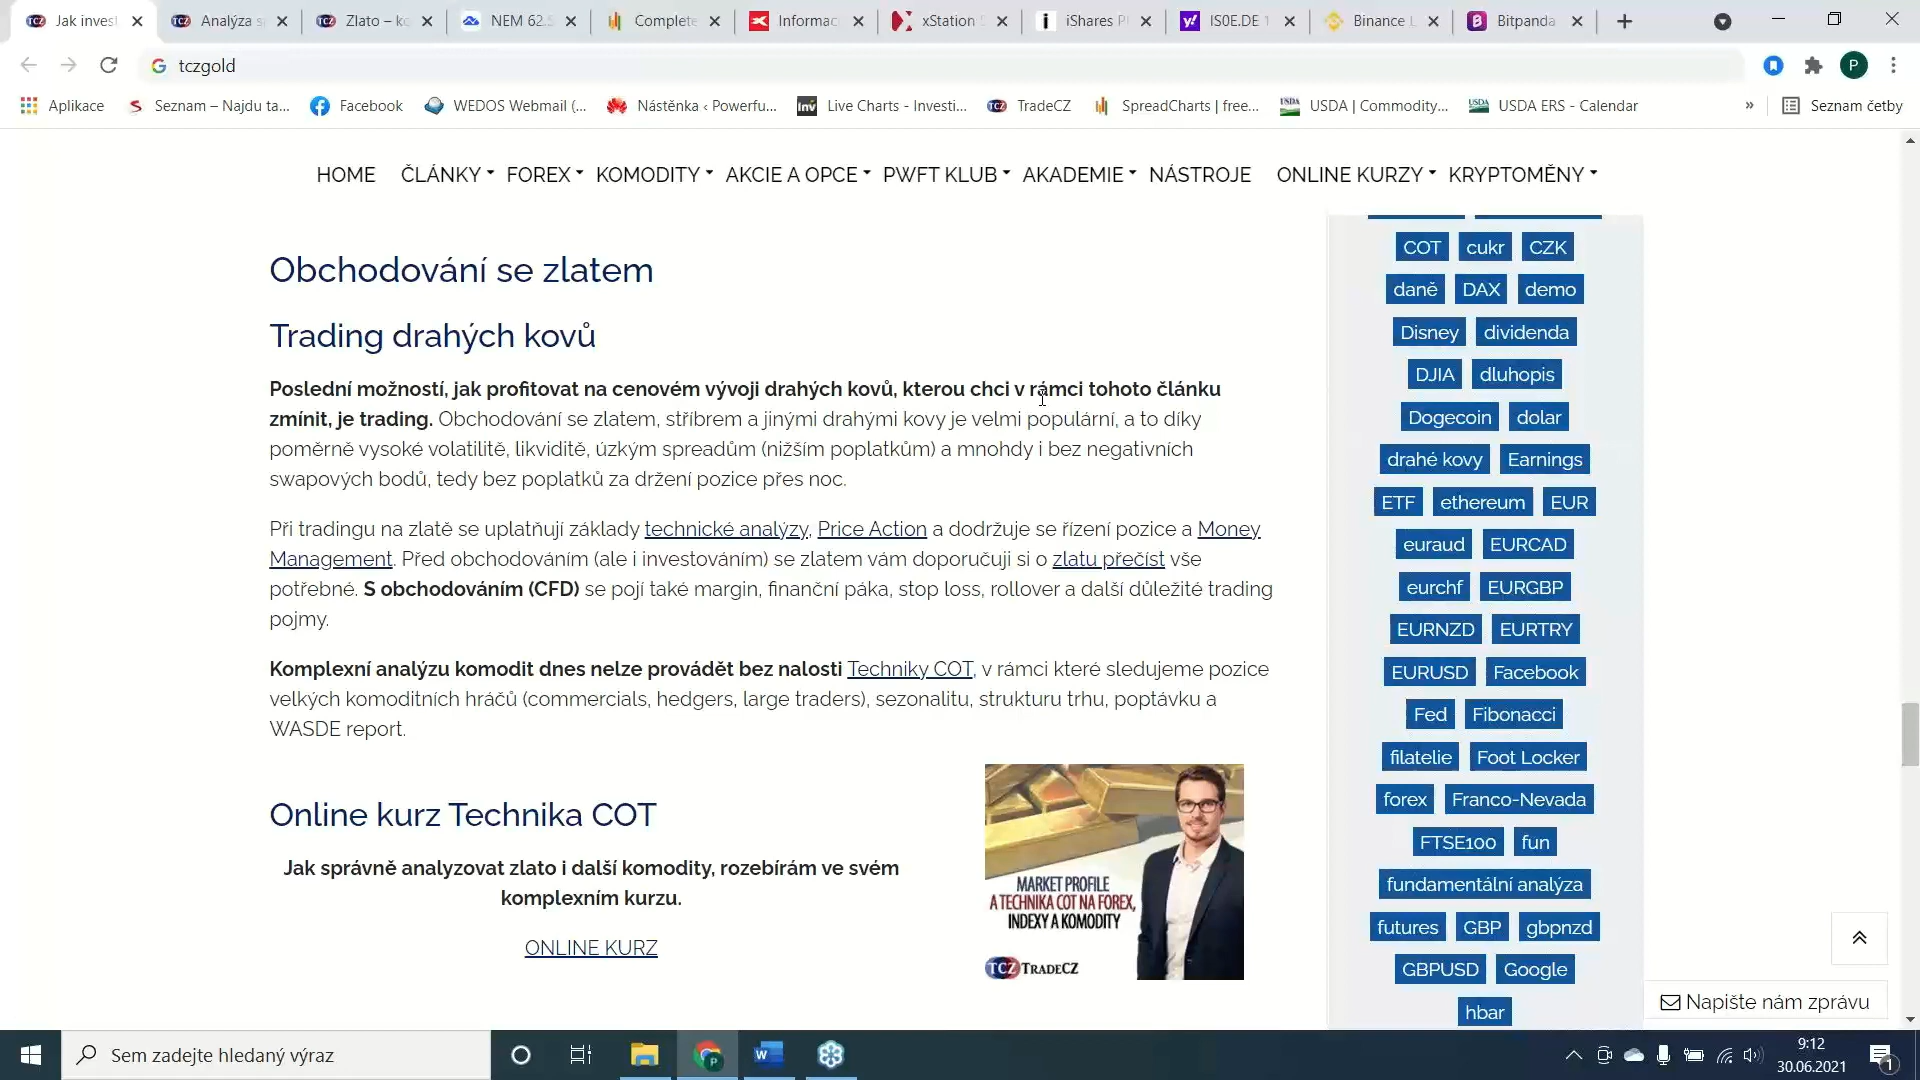 Jak invest
Analýza s
Zlato – ko
NEM 62.5
Complete
Informac
xStation 5
iShares Ph
IS0E.DE 1
Binance L
Bitpanda
tczgold
P
Aplikace
Seznam – Najdu ta...
Facebook
WEDOS Webmail (...
Nástěnka ‹ Powerfu...
Live Charts - Investi...
TradeCZ
SpreadCharts | free...
USDA | Commodity...
USDA ERS - Calendar
»
Seznam četby
HOME ČLÁNKY FOREX KOMODITY AKCIE A OPCE PWFT KLUB AKADEMIE NÁSTROJE ONLINE KURZY KRYPTOMĚNY
Obchodování se zlatem
Trading drahých kovů
Poslední možností, jak profitovat na cenovém vývoji drahých kovů, kterou chci v rámci tohoto článku
zmínit, je trading. Obchodování se zlatem, stříbrem a jinými drahými kovy je velmi populární, a to díky
poměrně vysoké volatilitě, likviditě, úzkým spreadům (nižším poplatkům) a mnohdy i bez negativních
swapových bodů, tedy bez poplatků za držení pozice přes noc.
Při tradingu na zlatě se uplatňují základy technické analýzy, Price Action a dodržuje se řízení pozice a Money
Management. Před obchodováním (ale i investováním) se zlatem vám doporučuji si o zlatu přečíst vše
potřebné. S obchodováním (CFD) se pojí také margin, finanční páka, stop loss, rollover a další důležité trading
pojmy.
Komplexní analýzu komodit dnes nelze provádět bez nalosti Techniky COT, v rámci které sledujeme pozice
velkých komoditních hráčů (commercials, hedgers, large traders), sezonalitu, strukturu trhu, poptávku a
WASDE report.
Online kurz Technika COT
Jak správně analyzovat zlato i další komodity, rozebírám ve svém
komplexním kurzu.
ONLINE KURZ
MARKET PROFILE
A TECHNIKA COT NA FOREX,
INDEXY A KOMODITY
TCZ TRADECZ
COT cukr CZK
daně DAX demo
Disney dividenda
DJIA dluhopis
Dogecoin dolar
drahé kovy Earnings
ETF ethereum EUR
euraud EURCAD
eurchf EURGBP
EURNZD EURTRY
EURUSD Facebook
Fed Fibonacci
filatelie Foot Locker
forex Franco-Nevada
FTSE100 fun
fundamentální analýza
futures GBP gbpnzd
GBPUSD Google
hbar
Napište nám zprávu
Sem zadejte hledaný výraz
9:12
30.06.2021
1